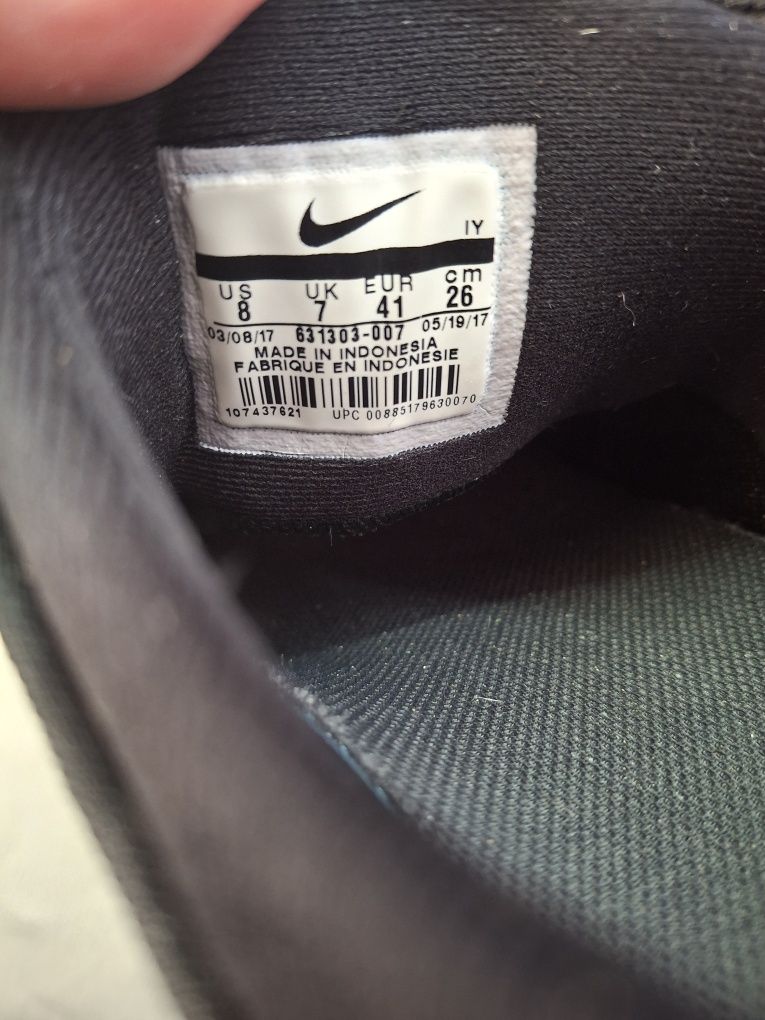 IY
US UK EUR cm
8 7 41 26
03/08/17 631303-007 05/19/17
MADE IN INDONESIA
FABRIQUE EN INDONESIE
107437621 UPC 00885179630070